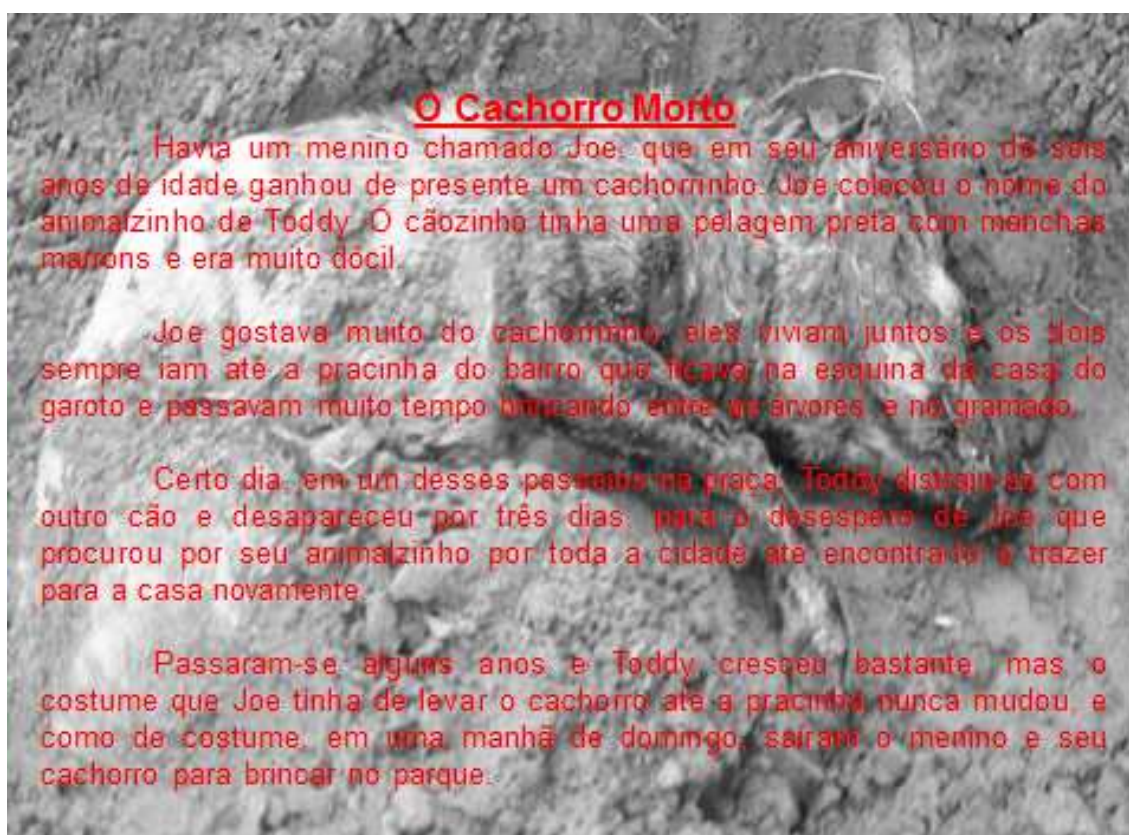 O Cachorro Morto
Havia um menino chamado Joe, que em seu aniversário de seis
anos de idade ganhou de presente um cachorrinho. Joe colocou o nome do
animalzinho de Toddy. O cãozinho tinha uma pelagem preta com manchas
marrons e era muito dócil.
Joe gostava muito do cachorrinho, eles viviam juntos e os dois
sempre iam até a pracinha do bairro que ficava na esquina da casa do
garoto e passavam muito tempo brincando entre as árvores e no gramado.
Certo dia, em um desses passeios na praça, Toddy distraiu-se com
outro cão e desapareceu por três dias, para o desespero de Joe que
procurou por seu animalzinho por toda a cidade até encontra-lo e trazer
para a casa novamente.
Passaram-se alguns anos e Toddy cresceu bastante, mas o
costume que Joe tinha de levar o cachorro até a pracinha nunca mudou, e
como de costume, em uma manhã de domingo, saíram o menino e seu
cachorro para brincar no parque.